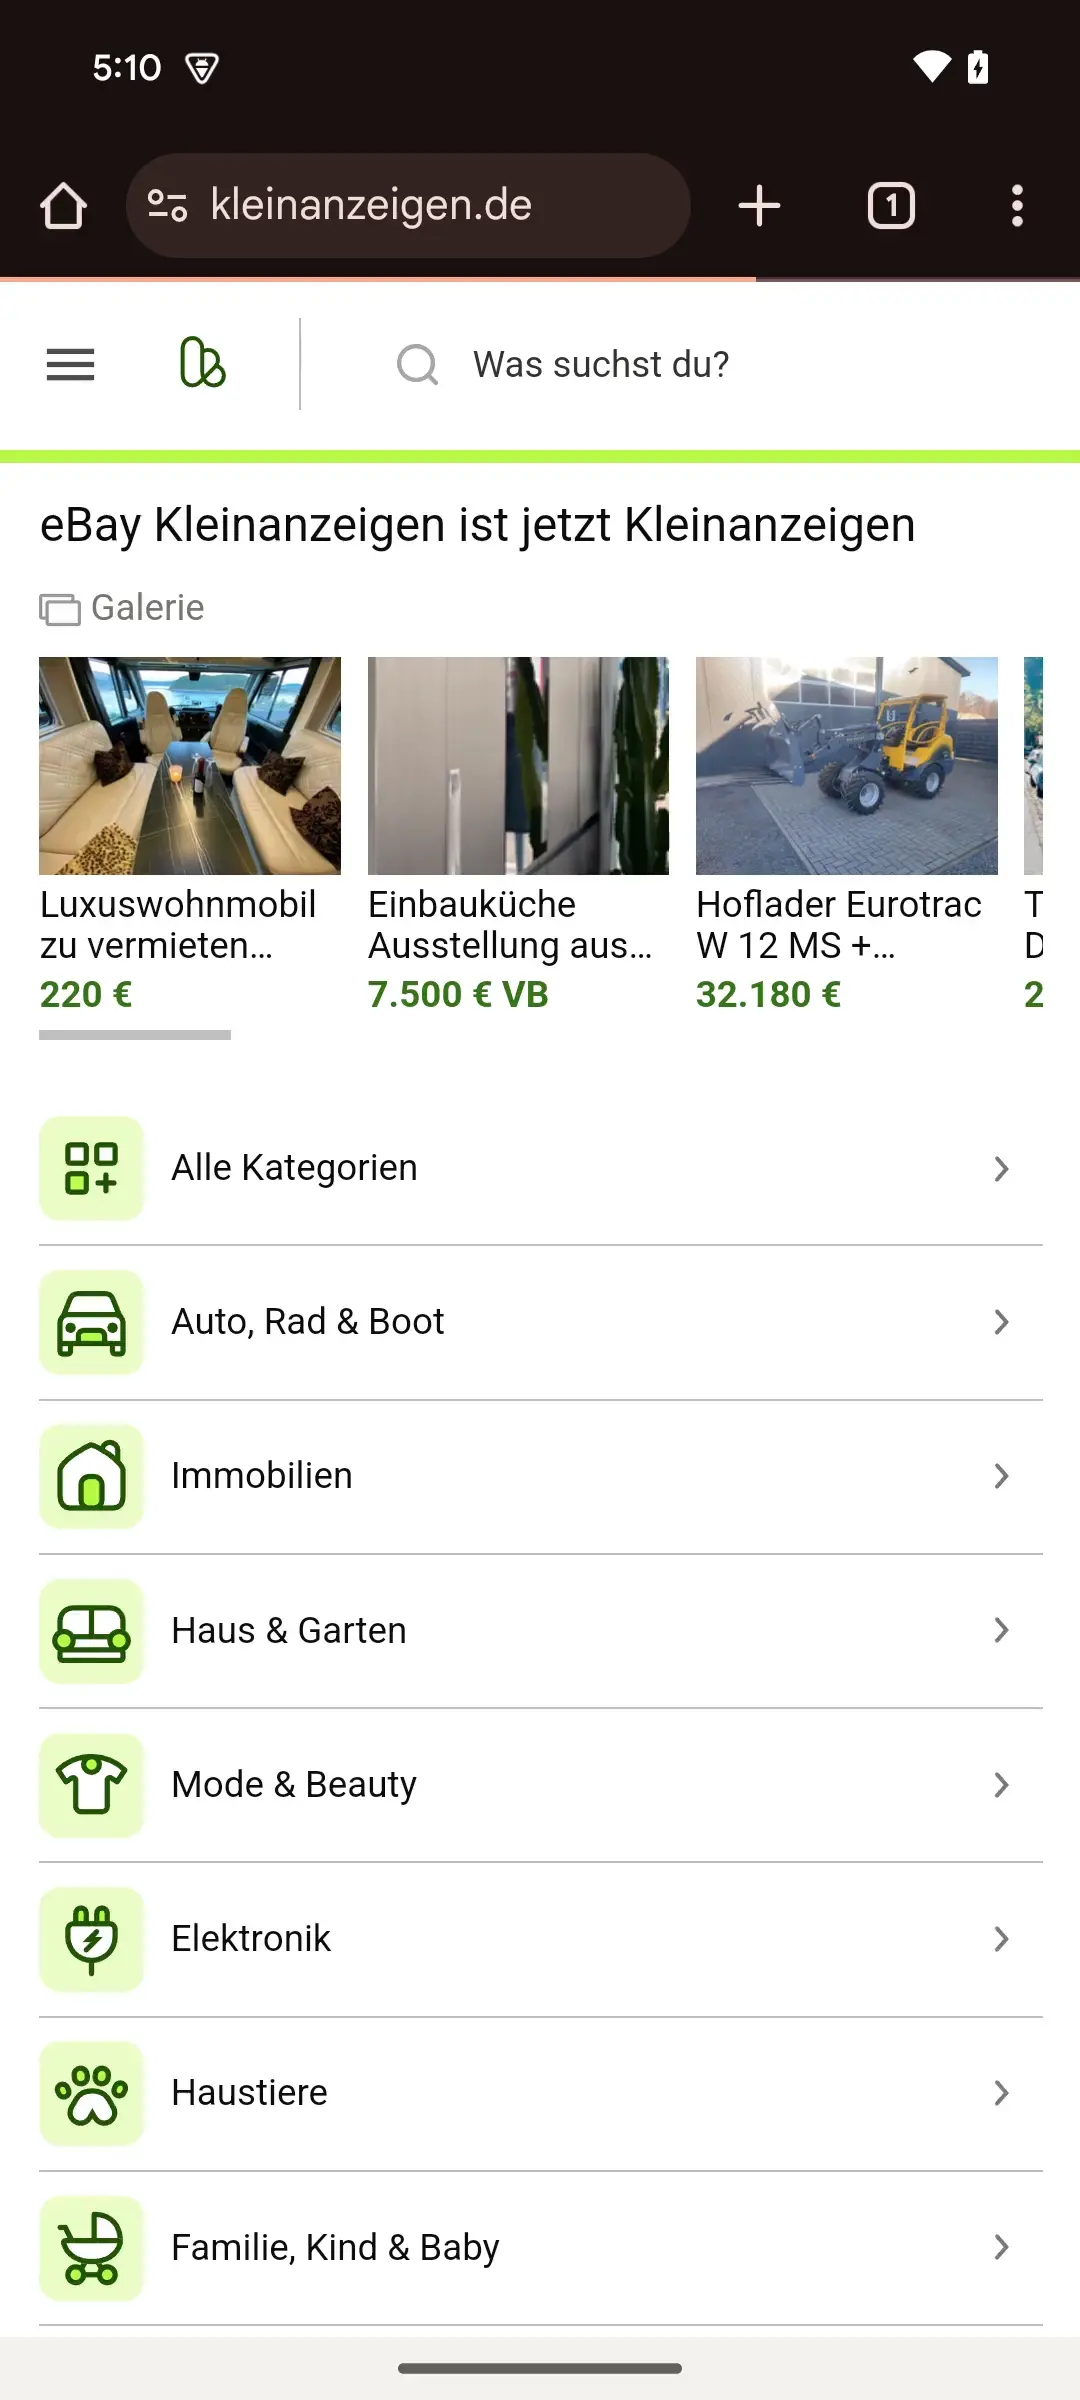 5:10
kleinanzeigen.de
1
Was suchst du?
eBay Kleinanzeigen ist jetzt Kleinanzeigen
Galerie
Luxuswohnmobil
zu vermieten...
220 €
Einbauküche
Ausstellung aus...
7.500 € VB
Hoflader Eurotrac
W 12 MS +...
32.180 €
T
D
2
Alle Kategorien
Auto, Rad & Boot
Immobilien
Haus & Garten
Mode & Beauty
Elektronik
Haustiere
Familie, Kind & Baby